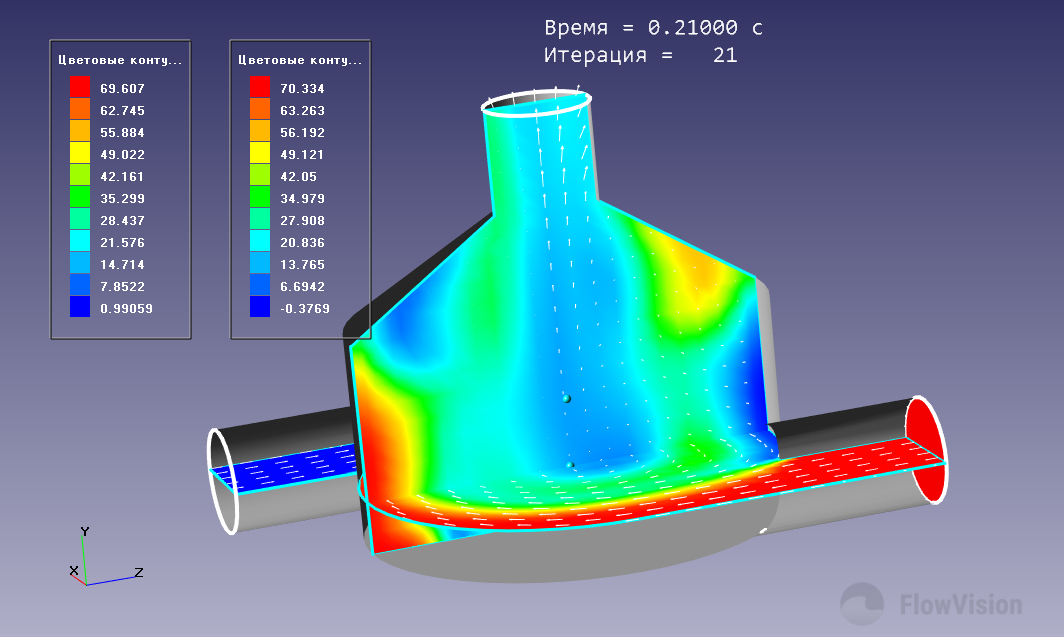 Время = 0.21000 с
Итерация = 21
Цветовые конту...
69.607
62.745
55.884
49.022
42.161
35.299
28.437
21.576
14.714
7.8522
0.99059
Цветовые конту...
70.334
63.263
56.192
49.121
42.05
34.979
27.908
20.836
13.765
6.6942
-0.3769
Y
X
Z
FlowVision